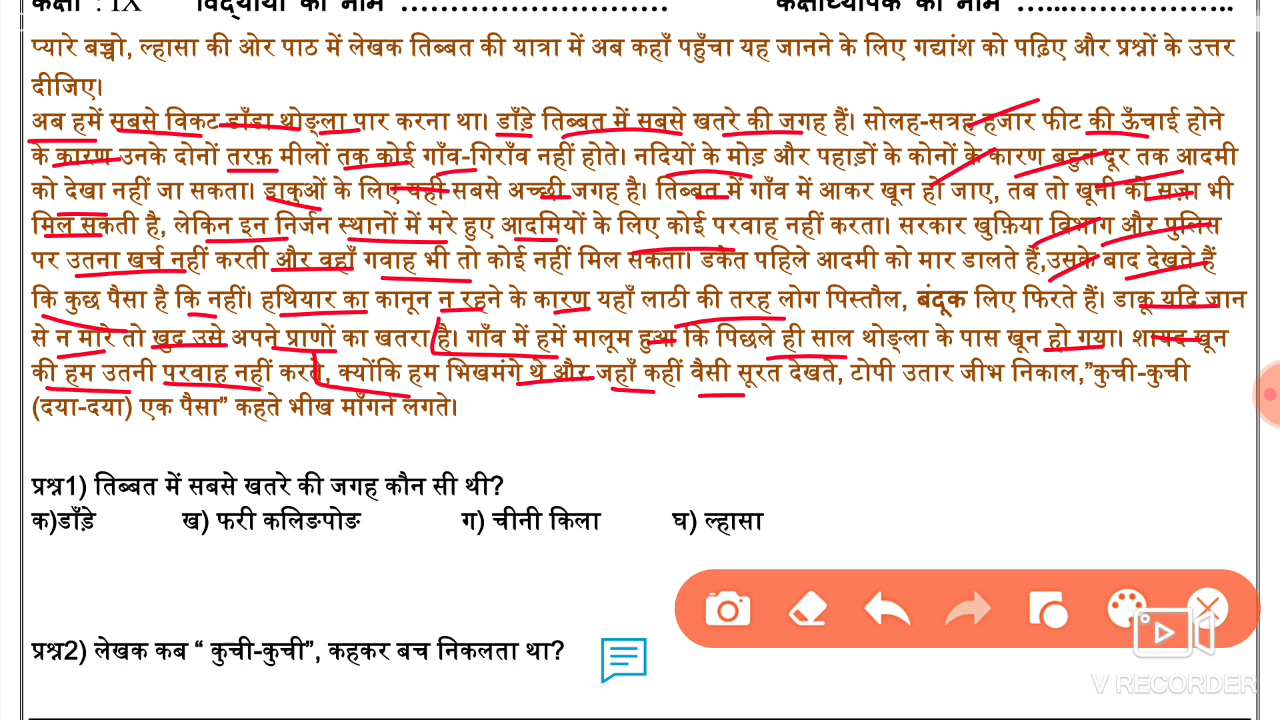 कक्षा : IX विद्यार्थी का नाम ……………………… कक्षाध्यापक का नाम …..……………..
प्यारे बच्चो, ल्हासा की ओर पाठ में लेखक तिब्बत की यात्रा में अब कहाँ पहुँचा यह जानने के लिए गद्यांश को पढ़िए और प्रश्नों के उत्तर
दीजिए।
अब हमें सबसे विकट डाँडा थोङ्ला पार करना था। डाँड़े तिब्बत में सबसे खतरे की जगह हैं। सोलह-सत्रह हजार फीट की ऊँचाई होने
के कारण उनके दोनों तरफ़ मीलों तक कोई गाँव-गिराँव नहीं होते। नदियों के मोड़ और पहाड़ों के कोनों के कारण बहुत दूर तक आदमी
को देखा नहीं जा सकता। डाकुओं के लिए यही सबसे अच्छी जगह है। तिब्बत में गाँव में आकर खून हो जाए, तब तो खूनी को सज़ा भी
मिल सकती है, लेकिन इन निर्जन स्थानों में मरे हुए आदमियों के लिए कोई परवाह नहीं करता। सरकार खुफ़िया विभाग और पुलिस
पर उतना खर्च नहीं करती और वहाँ गवाह भी तो कोई नहीं मिल सकता। डकैत पहिले आदमी को मार डालते हैं,उसके बाद देखते हैं
कि कुछ पैसा है कि नहीं। हथियार का कानून न रहने के कारण यहाँ लाठी की तरह लोग पिस्तौल, बंदूक लिए फिरते हैं। डाकू यदि जान
से न मारे तो खुद उसे अपने प्राणों का खतरा है। गाँव में हमें मालूम हुआ कि पिछले ही साल थोङ्ला के पास खून हो गया। शायद खून
की हम उतनी परवाह नहीं करते, क्योंकि हम भिखमंगे थे और जहाँ कहीं वैसी सूरत देखते, टोपी उतार जीभ निकाल,”कुची-कुची
(दया-दया) एक पैसा” कहते भीख माँगने लगते।
प्रश्न1) तिब्बत में सबसे खतरे की जगह कौन सी थी?
क)डाँड़े ख) फरी कलिङपोङ ग) चीनी किला घ) ल्हासा
प्रश्न2) लेखक कब “ कुची-कुची”, कहकर बच निकलता था?
V RECORDER